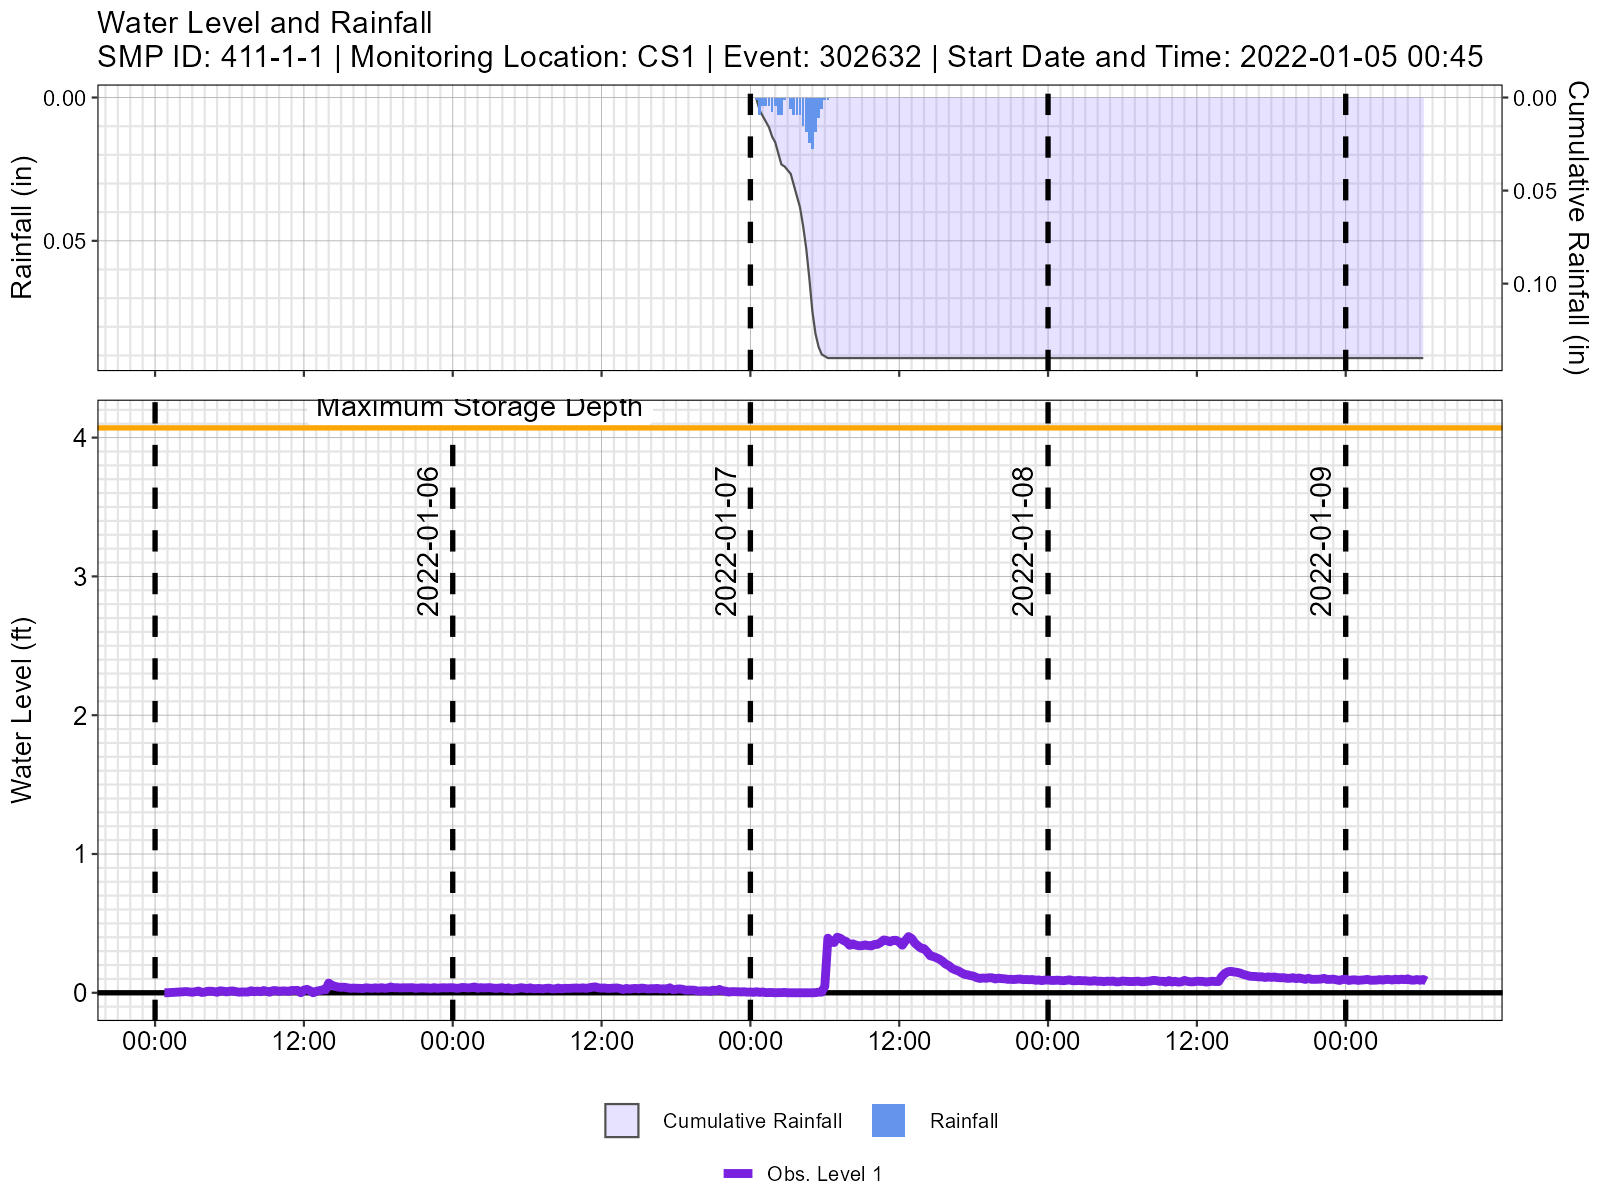 Water Level and Rainfall
SMP ID: 411-1-1 | Monitoring Location: CS1 | Event: 302632 | Start Date and Time: 2022-01-05 00:45
0.00
0.05
Rainfall (in)
0.00
0.05
0.10
Cumulative Rainfall (in)
Maximum Storage Depth
4
3
2
1
0
Water Level (ft)
2022-01-06
2022-01-07
2022-01-08
2022-01-09
00:00 12:00 00:00 12:00 00:00 12:00 00:00 12:00 00:00
Cumulative Rainfall
Rainfall
Obs. Level 1